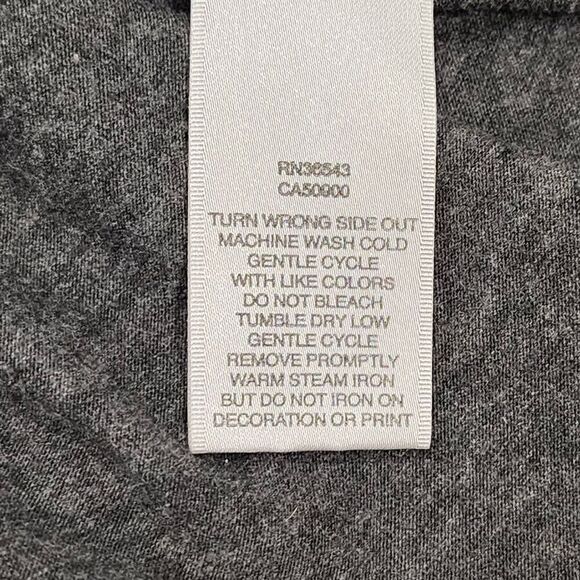 RN36543
CA50900
TURN WRONG SIDE OUT
MACHINE WASH COLD
GENTLE CYCLE
WITH LIKE COLORS
DO NOT BLEACH
TUMBLE DRY LOW
GENTLE CYCLE
REMOVE PROMPTLY
WARM STEAM IRON
BUT DO NOT IRON ON
DECORATION OR PRINT